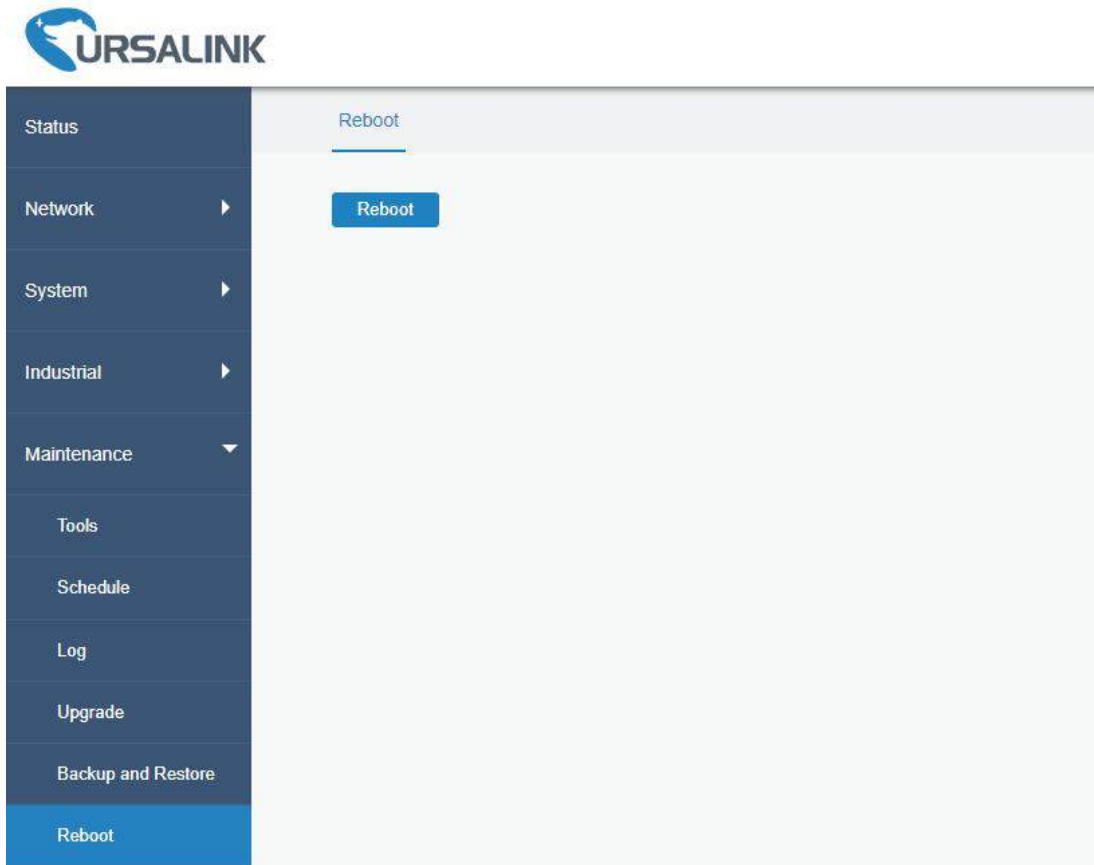 URSALINK
Status
Reboot
Network
Reboot
System
Industrial
Maintenance
Tools
Schedule
Log
Upgrade
Backup and Restore
Reboot